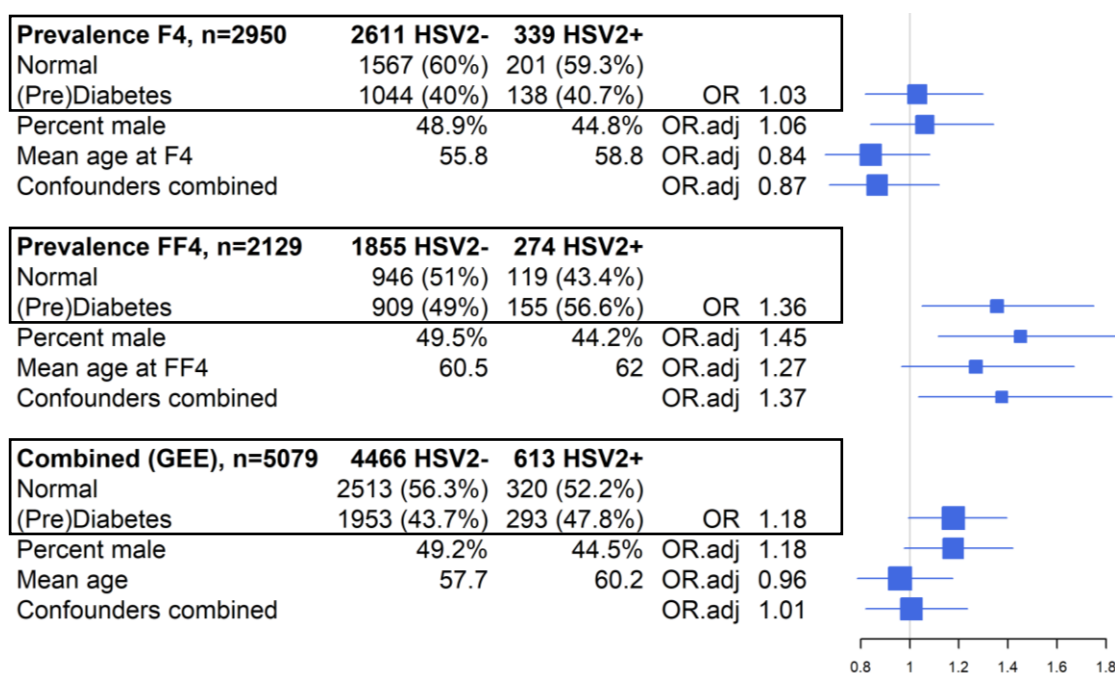 Prevalence F4, n=2950 2611 HSV2- 339 HSV2+
Normal 1567 (60%) 201 (59.3%)
(Pre)Diabetes 1044 (40%) 138 (40.7%) OR 1.03
Percent male 48.9% 44.8% OR.adj 1.06
Mean age at F4 55.8 58.8 OR.adj 0.84
Confounders combined OR.adj 0.87
Prevalence FF4, n=2129 1855 HSV2- 274 HSV2+
Normal 946 (51%) 119 (43.4%)
(Pre)Diabetes 909 (49%) 155 (56.6%) OR 1.36
Percent male 49.5% 44.2% OR.adj 1.45
Mean age at FF4 60.5 62 OR.adj 1.27
Confounders combined OR.adj 1.37
Combined (GEE), n=5079 4466 HSV2- 613 HSV2+
Normal 2513 (56.3%) 320 (52.2%)
(Pre)Diabetes 1953 (43.7%) 293 (47.8%) OR 1.18
Percent male 49.2% 44.5% OR.adj 1.18
Mean age 57.7 60.2 OR.adj 0.96
Confounders combined OR.adj 1.01
0.8 1 1.2 1.4 1.6 1.8